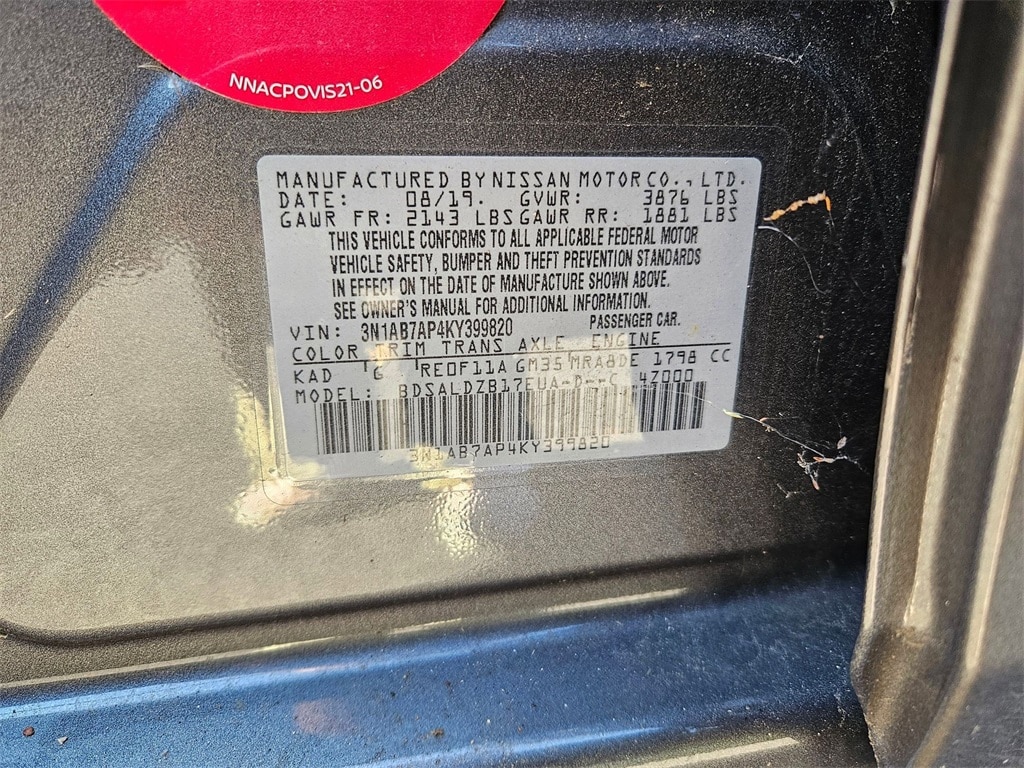 NNACPOVIS21-06
MANUFACTURED BY NISSAN MOTOR CO., LTD.
DATE: 08/19. GVWR: 3876 LBS
GAWR FR: 2143 LBS GAWR RR: 1881 LBS
THIS VEHICLE CONFORMS TO ALL APPLICABLE FEDERAL MOTOR
VEHICLE SAFETY, BUMPER AND THEFT PREVENTION STANDARDS
IN EFFECT ON THE DATE OF MANUFACTURE SHOWN ABOVE.
SEE OWNER'S MANUAL FOR ADDITIONAL INFORMATION.
VIN: 3N1AB7AP4KY399820 PASSENGER CAR.
COLOR TRIM TRANS AXLE ENGINE
KAD G RE0F11A GM35 MRA8DE 1798 CC
MODEL: BDSALDZB17EUA-D--C 4Z000
3N1AB7AP4KY399820